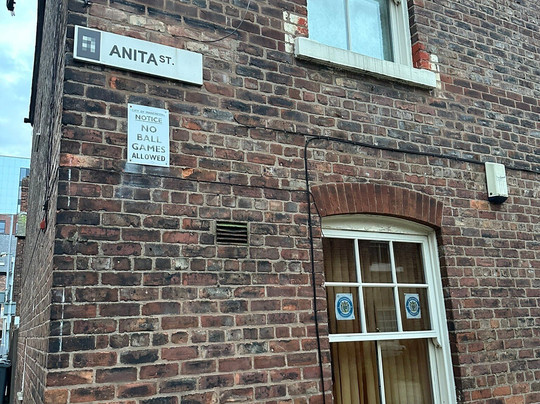 ANITA ST.
NOTICE
NO
BALL
GAMES
ALLOWED